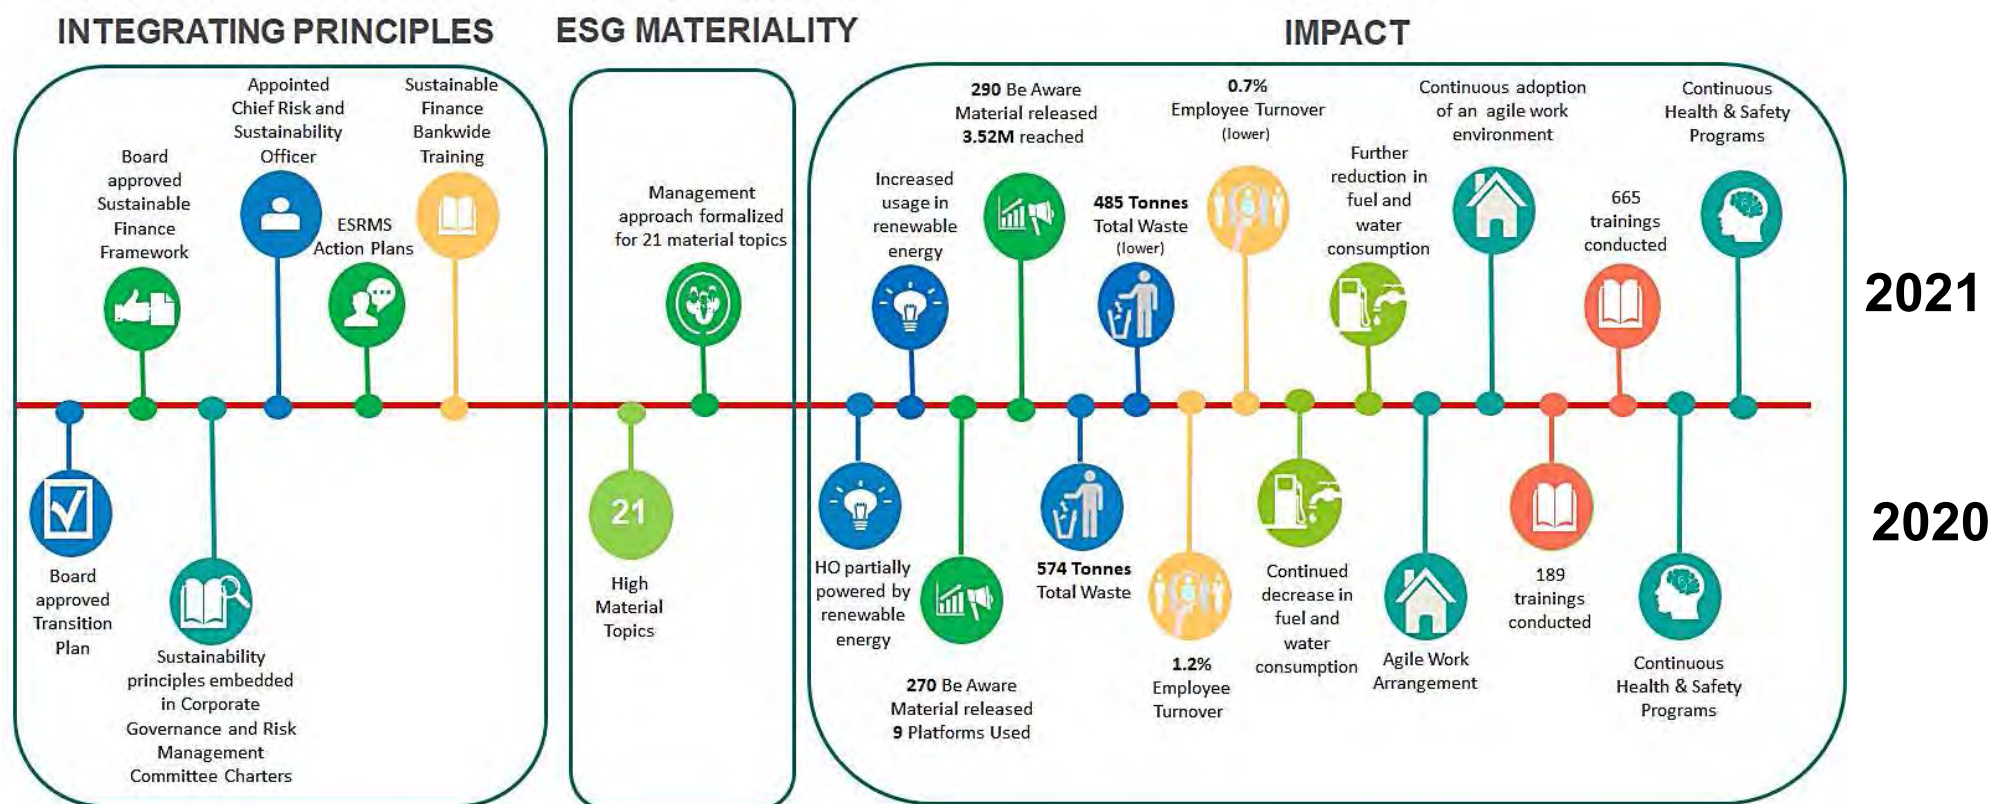 INTEGRATING PRINCIPLES
Board
approved
Sustainable
Finance
Framework
Appointed
Chief Risk and
Sustainability
Officer
ESRMS
Action Plans
Sustainable
Finance
Bankwide
Training
Board
approved
Transition
Plan
Sustainability
principles embedded
in Corporate
Governance and Risk
Management
Committee Charters
ESG MATERIALITY
Management
approach formalized
for 21 material topics
21
High
Material
Topics
IMPACT
Increased
usage in
renewable
energy
290 Be Aware
Material released
3.52M reached
485 Tonnes
Total Waste
(lower)
0.7%
Employee Turnover
(lower)
Further
reduction in
fuel and
water
consumption
Continuous adoption
of an agile work
environment
665
trainings
conducted
Continuous
Health & Safety
Programs
2021
HO partially
powered by
renewable
energy
270 Be Aware
Material released
9 Platforms Used
574 Tonnes
Total Waste
1.2%
Employee
Turnover
Continued
decrease in
fuel and
water
consumption
Agile Work
Arrangement
189
trainings
conducted
Continuous
Health & Safety
Programs
2020